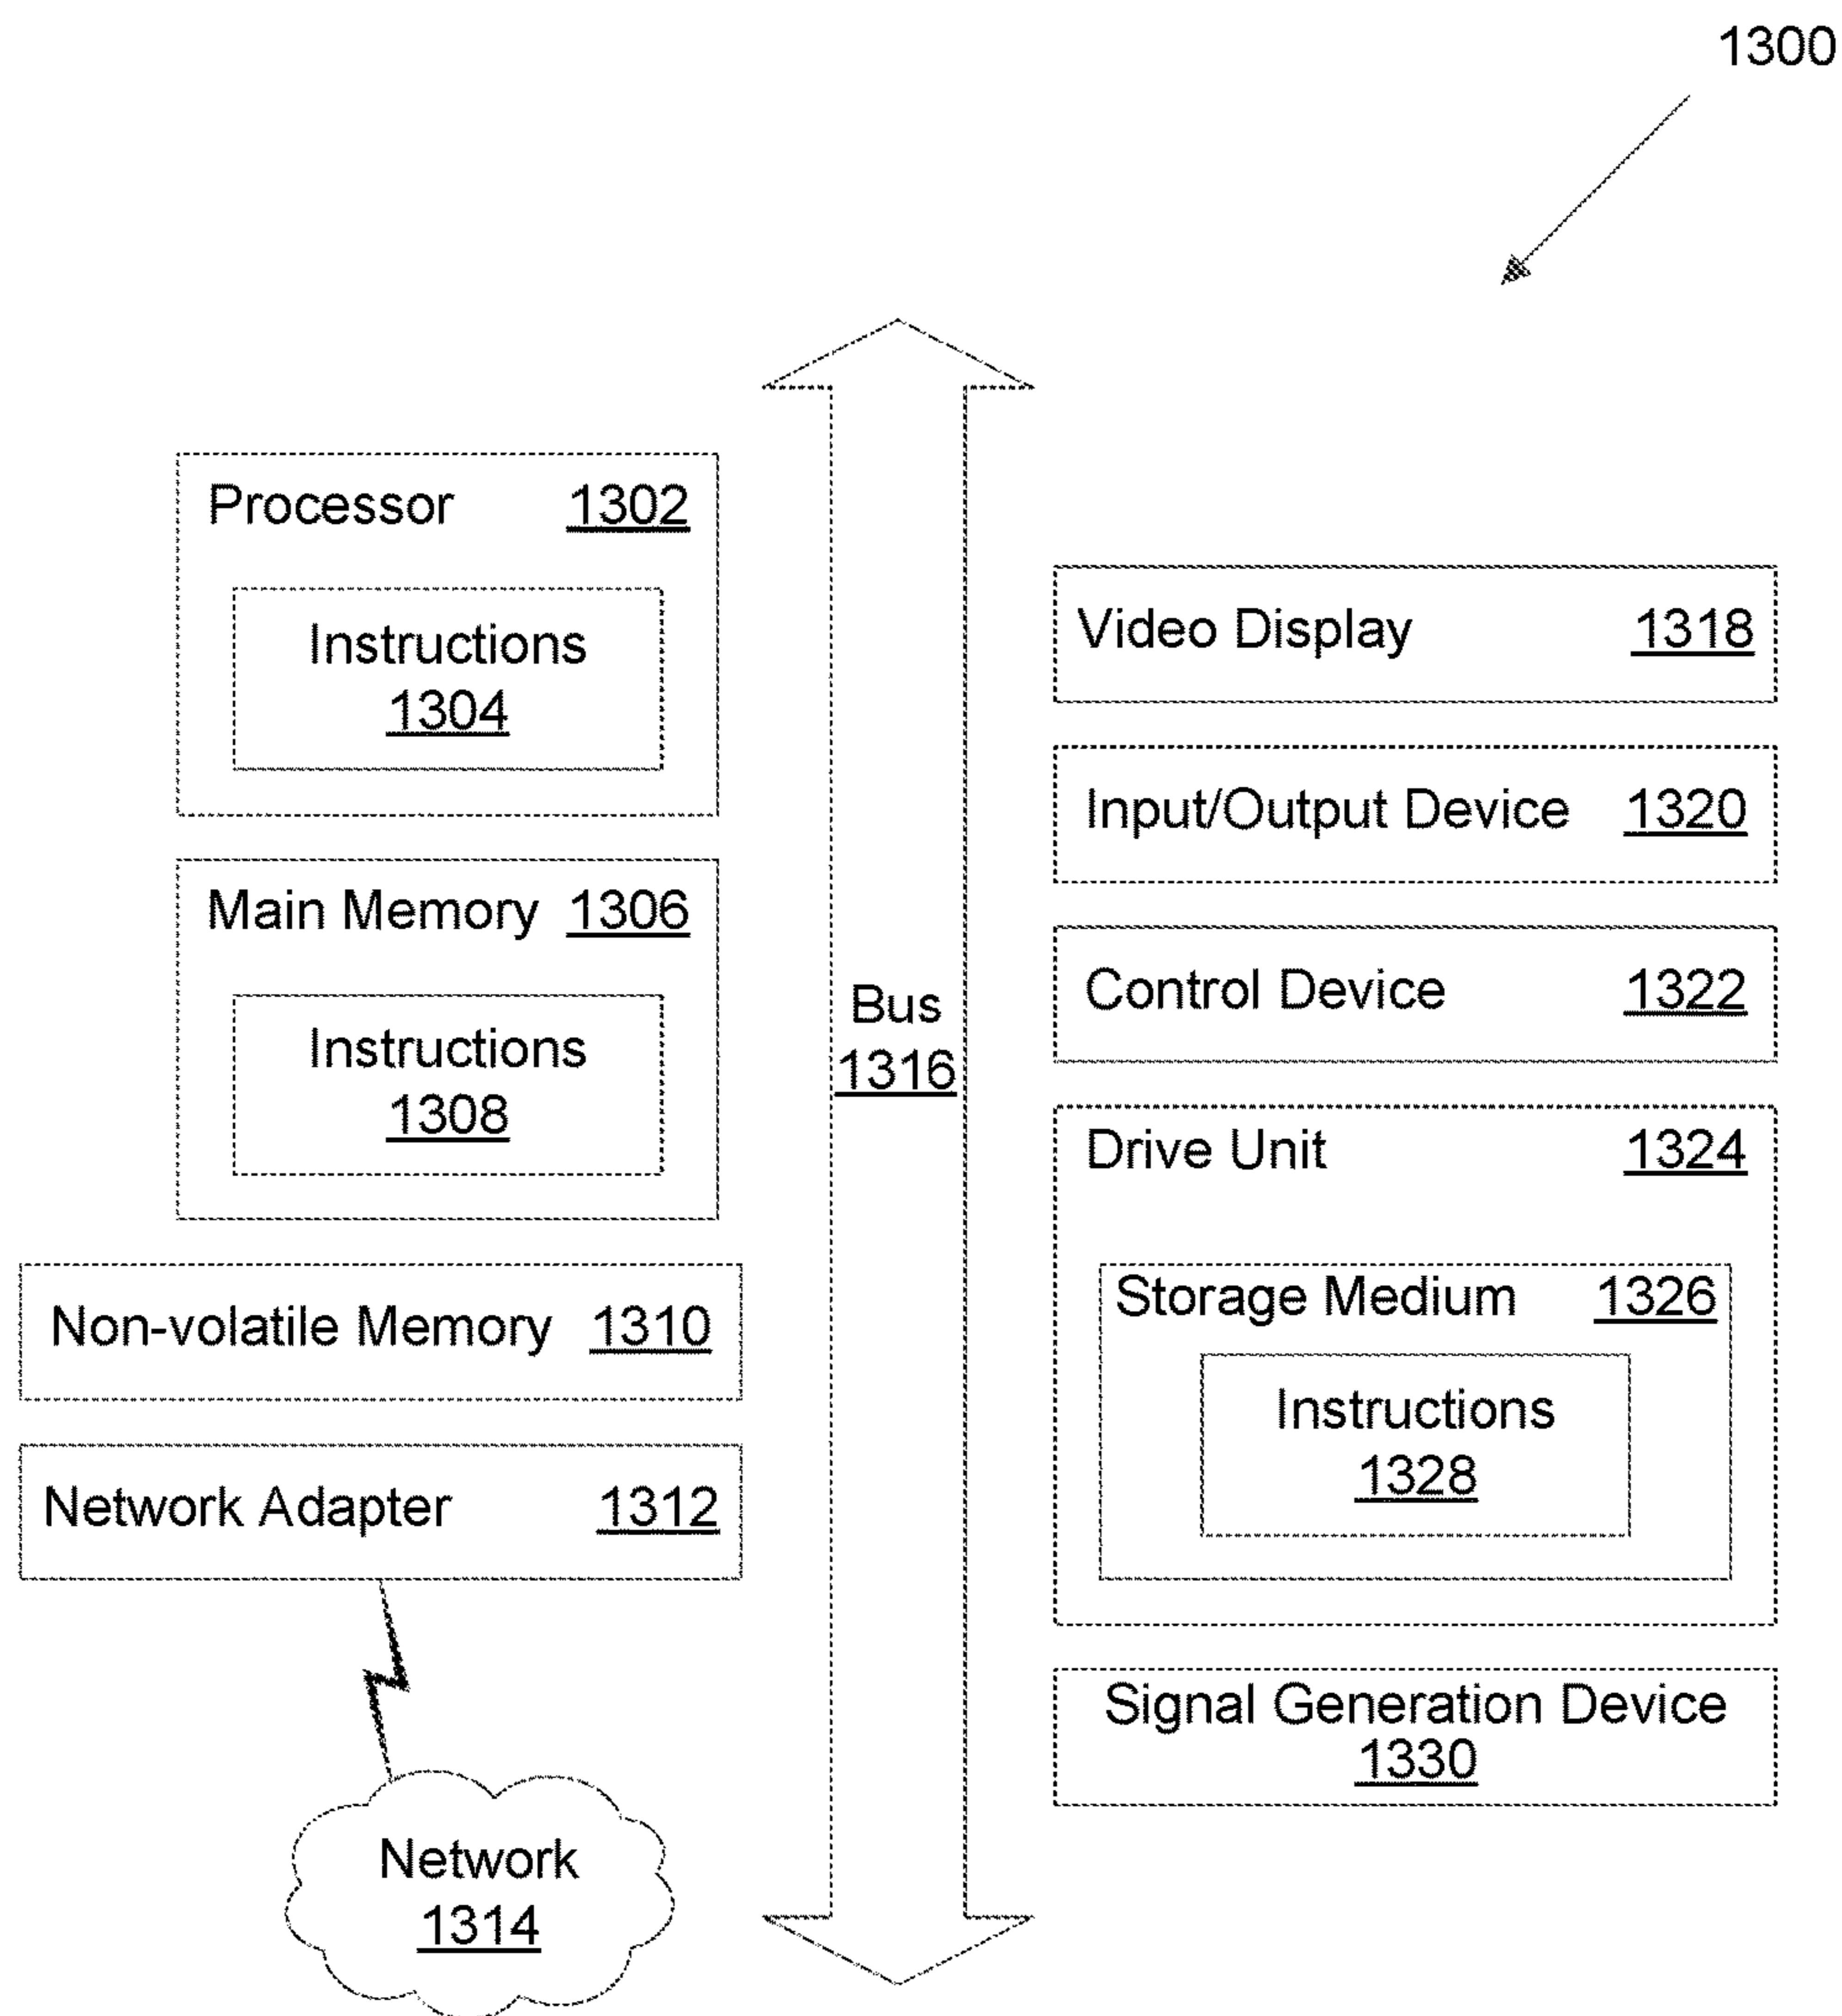 1300
Processor 1302
Instructions
1304
Main Memory 1306
Instructions
1308
Non-volatile Memory 1310
Network Adapter 1312
Network
1314
Bus
1316
Video Display 1318
Input/Output Device 1320
Control Device 1322
Drive Unit 1324
Storage Medium 1326
Instructions
1328
Signal Generation Device
1330